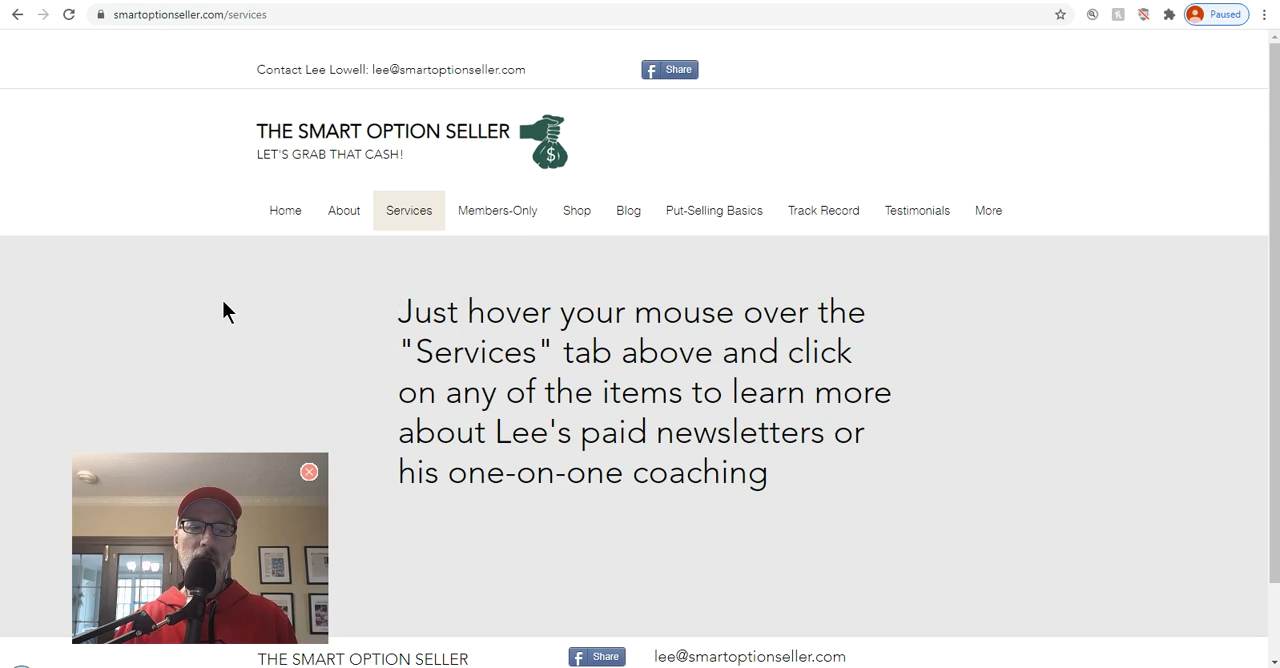 smartoptionseller.com/services
Paused
Contact Lee Lowell: lee@smartoptionseller.com
Share
THE SMART OPTION SELLER
LET'S GRAB THAT CASH!
$
Home About Services Members-Only Shop Blog Put-Selling Basics Track Record Testimonials More
Just hover your mouse over the
"Services" tab above and click
on any of the items to learn more
about Lee's paid newsletters or
his one-on-one coaching
THE SMART OPTION SELLER
Share
lee@smartoptionseller.com